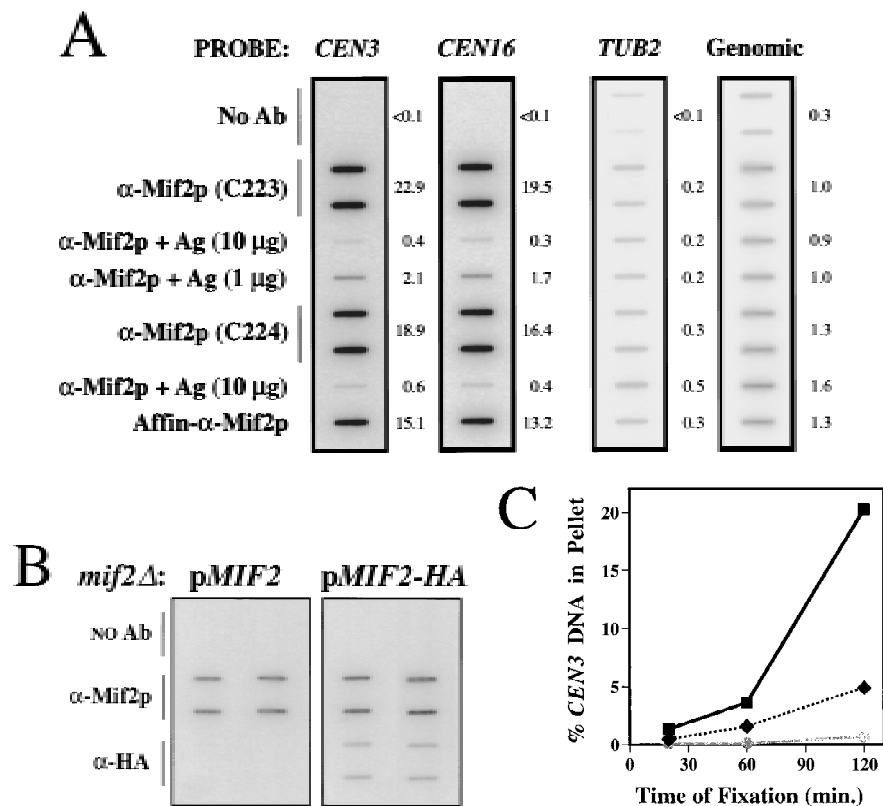 A
PROBE: CEN3 CEN16 TUB2 Genomic
No Ab <0.1 <0.1 <0.1 0.3
α-Mif2p (C223) 22.9 19.5 0.2 1.0
α-Mif2p + Ag (10 µg) 0.4 0.3 0.2 0.9
α-Mif2p + Ag (1 µg) 2.1 1.7 0.2 1.0
α-Mif2p (C224) 18.9 16.4 0.3 1.3
α-Mif2p + Ag (10 µg) 0.6 0.4 0.5 1.6
Affin-α-Mif2p 15.1 13.2 0.3 1.3
B
mif2Δ: pMIF2 pMIF2-HA
NO Ab
α-Mif2p
α-HA
C
% CEN3 DNA in Pellet
20
15
10
5
0
0 30 60 90 120
Time of Fixation (min.)